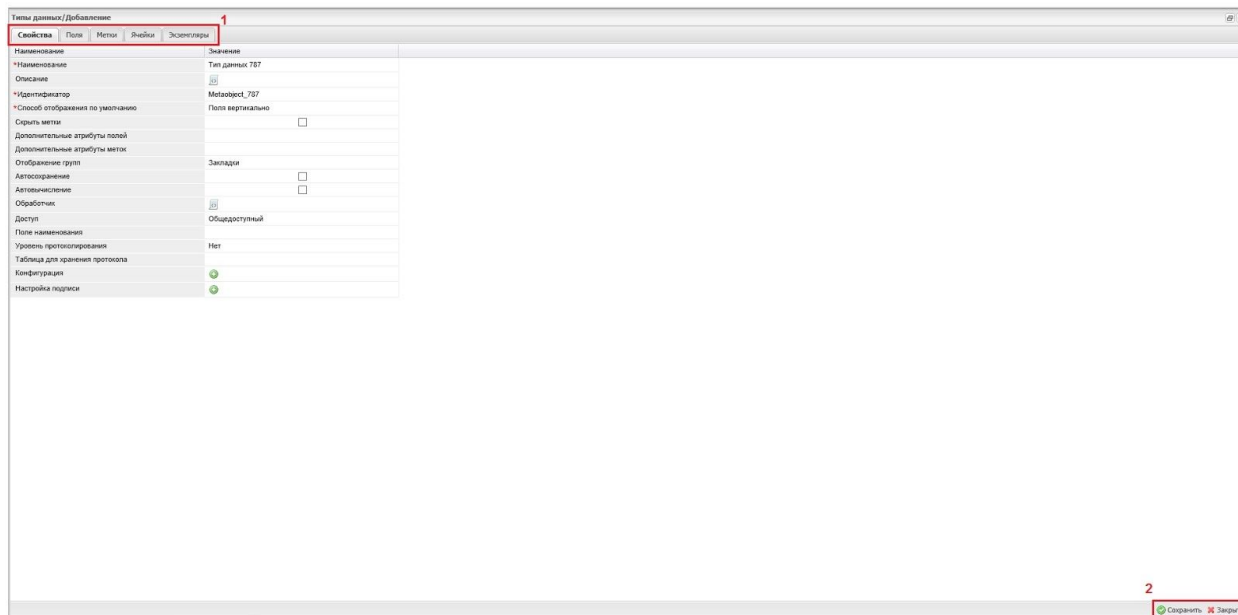 Типы данных/Добавление
1
Свойства Поля Метки Ячейки Экземпляры
Наименование Значение
*Наименование Тип данных 787
Описание
*Идентификатор Metaobject_787
*Способ отображения по умолчанию Поля вертикально
Скрыть метки
Дополнительные атрибуты полей
Дополнительные атрибуты меток
Отображение групп Закладки
Автосохранение
Автовычисление
Обработчик
Доступ Общедоступный
Поле наименования
Уровень протоколирования Нет
Таблица для хранения протокола
Конфигурация
Настройка подписи
2
Сохранить Закры